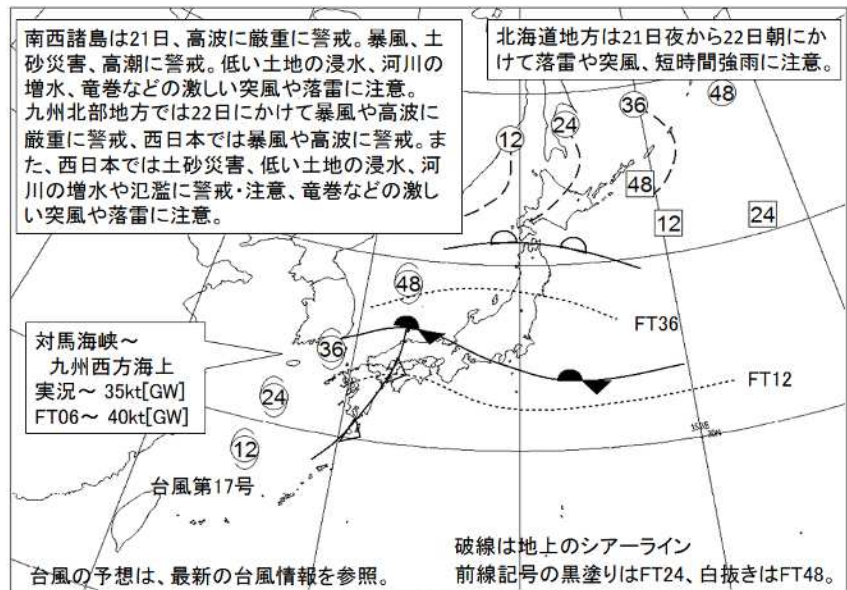 南西諸島は21日、高波に厳重に警戒。暴風、土
砂災害、高潮に警戒。低い土地の浸水、河川の
増水、竜巻などの激しい突風や落雷に注意。
九州北部地方では22日にかけて暴風や高波に
厳重に警戒、西日本では暴風や高波に警戒。ま
た、西日本では土砂災害、低い土地の浸水、河
川の増水や氾濫に警戒・注意、竜巻などの激し
い突風や落雷に注意。
北海道地方は21日夜から22日朝にか
けて落雷や突風、短時間強雨に注意。
12
24
36
48
48
12
24
48
FT36
対馬海峡～
九州西方海上
実況～ 35kt[GW]
FT06～ 40kt[GW]
36
24
FT12
12
台風第17号
30N
破線は地上のシアーライン
台風の予想は、最新の台風情報を参照。
前線記号の黒塗りはFT24、白抜きはFT48。